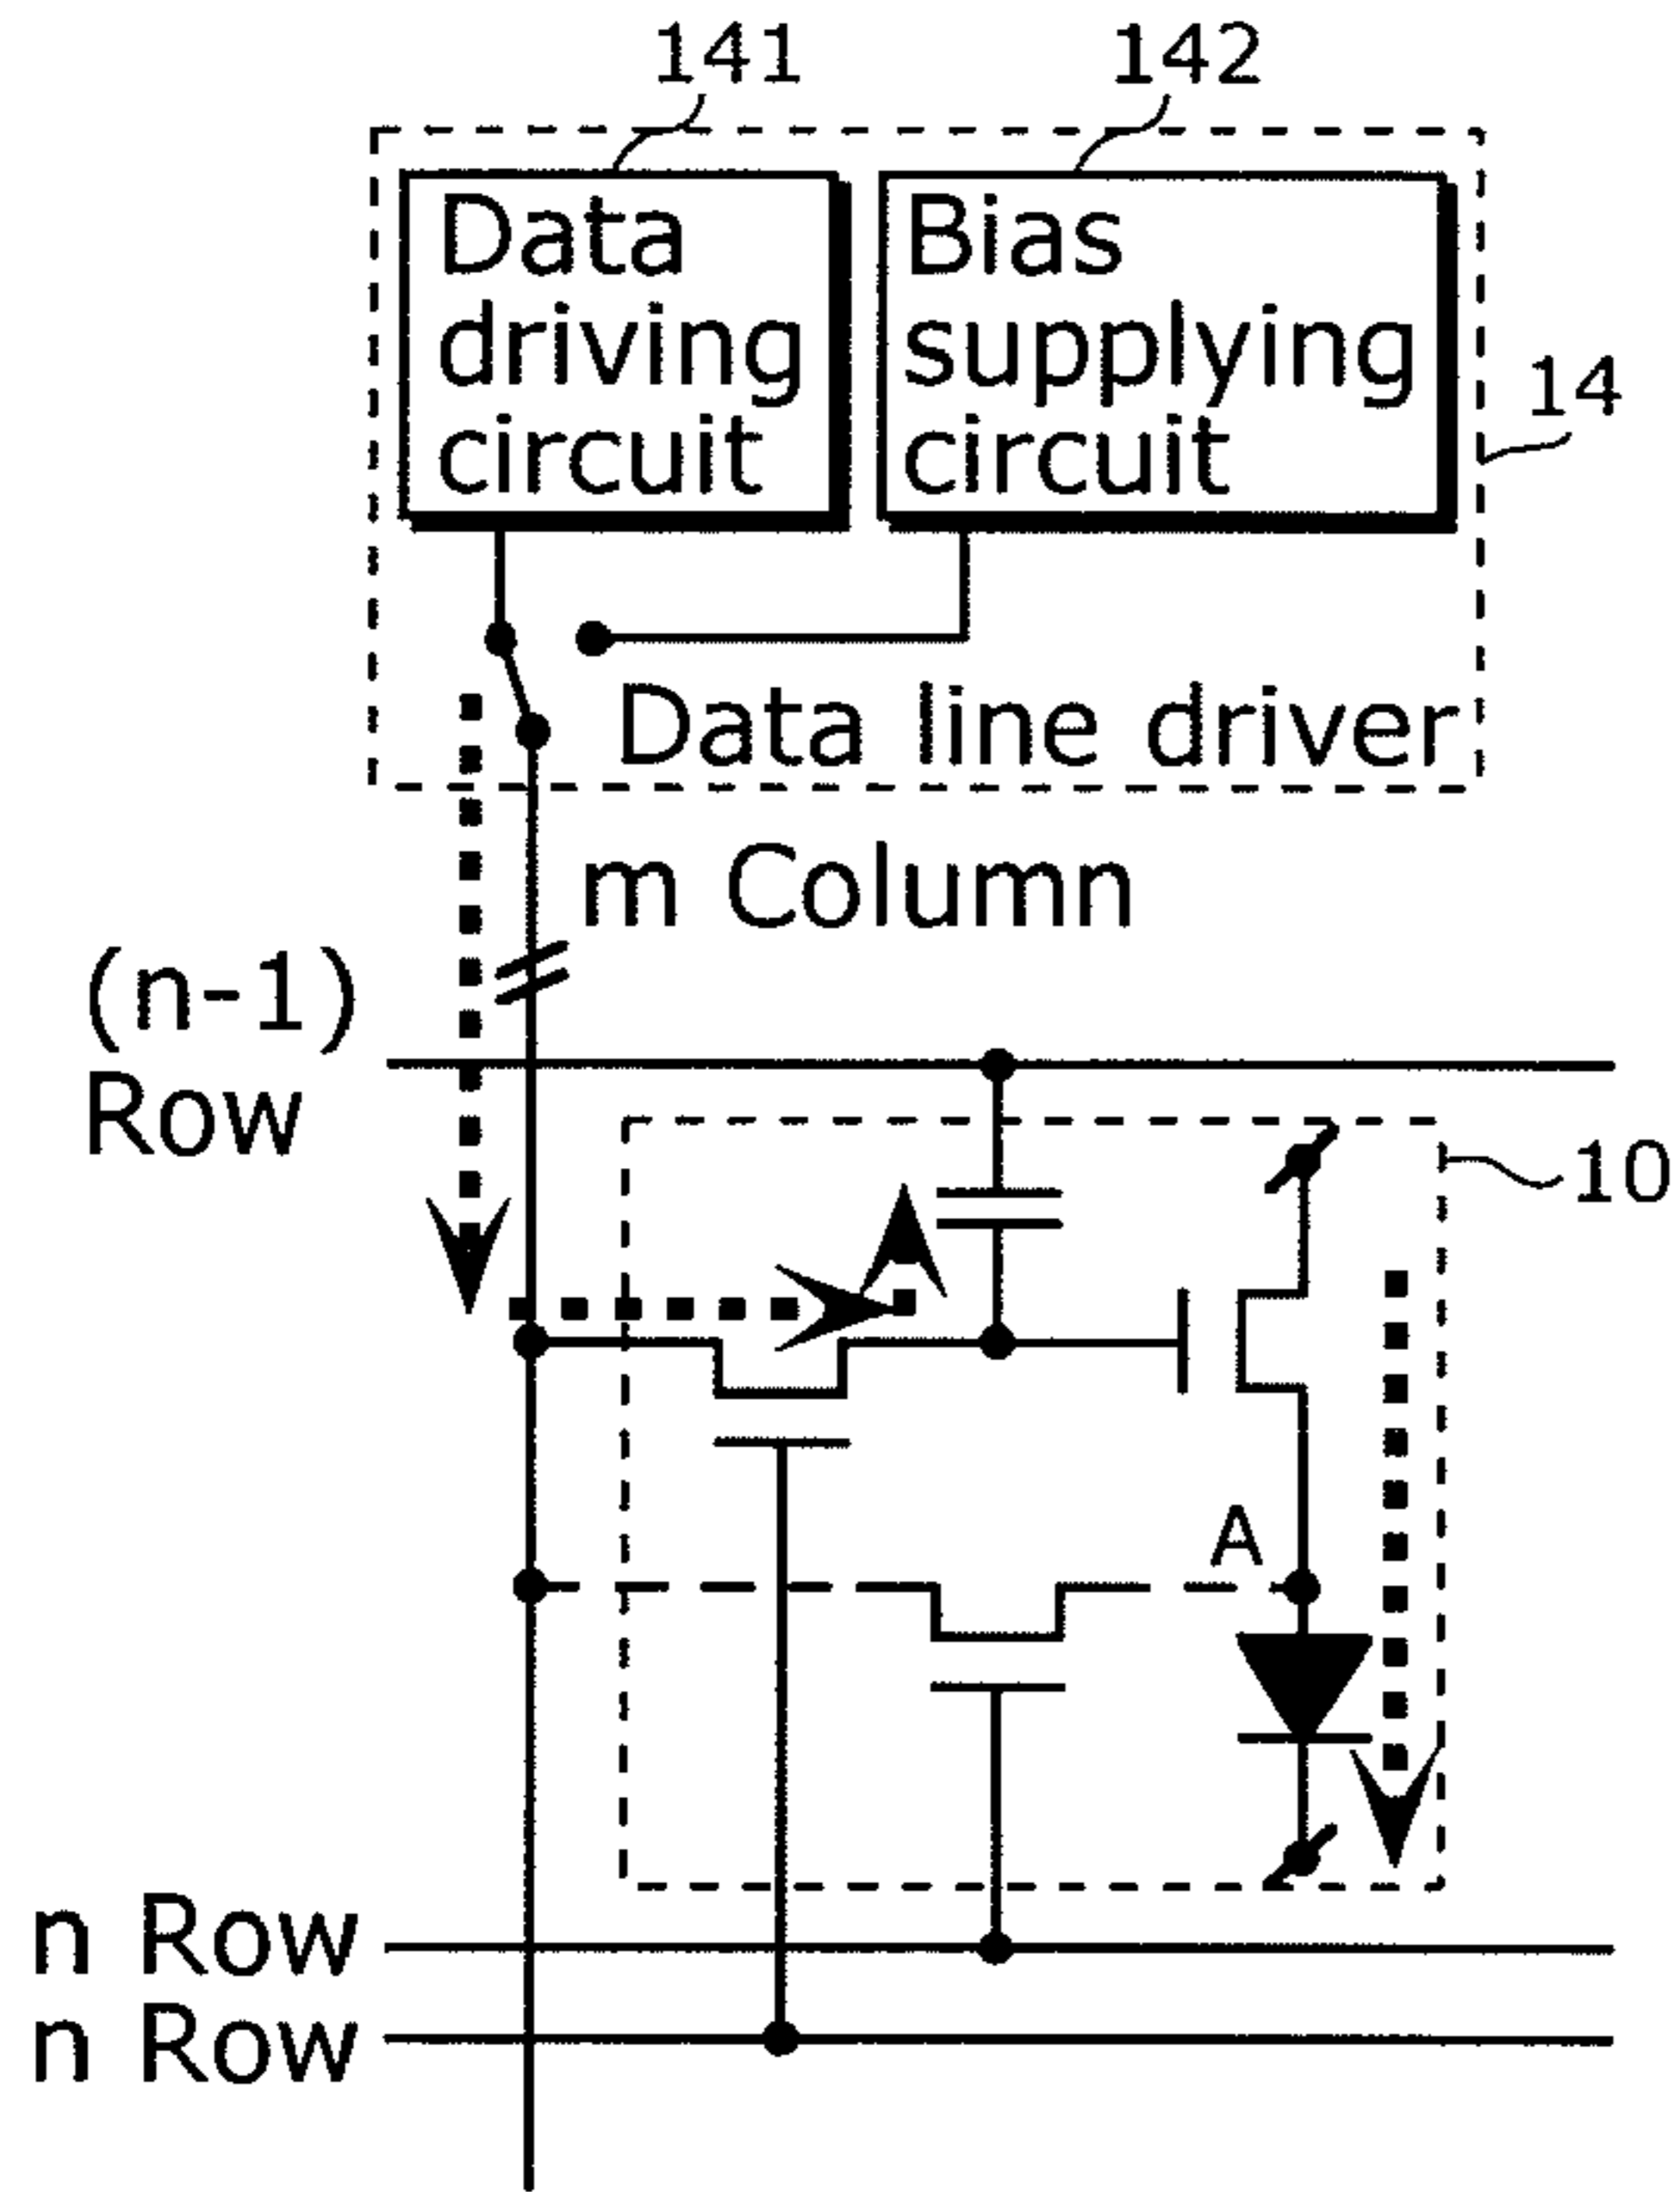 141
142
Data
driving
circuit
Bias
supplying
circuit
14
Data line driver
m Column
(n-1)
Row
10
A
n Row
n Row